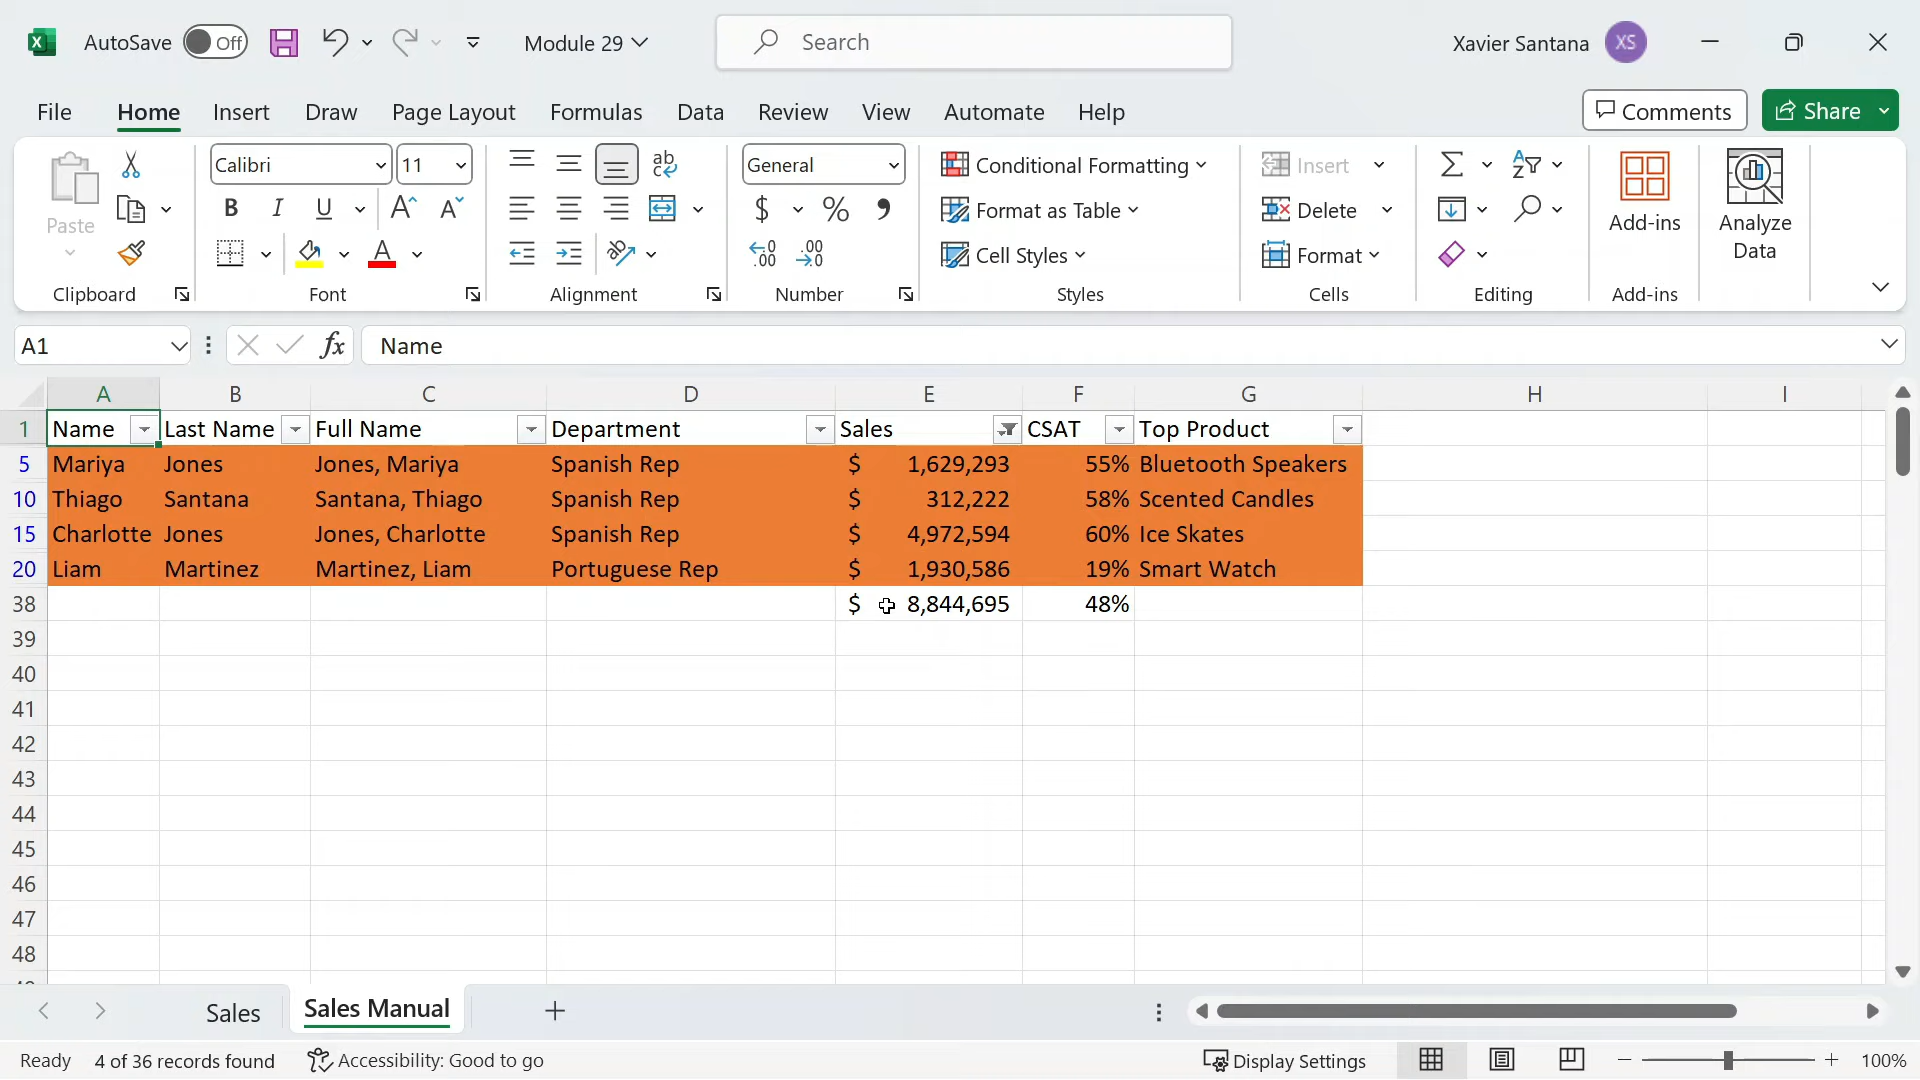 AutoSave Off Module 29 Search Xavier Santana XS
File Home Insert Draw Page Layout Formulas Data Review View Automate Help Comments Share
Calibri 11 ab General Conditional Formatting Insert
Paste B I U A A $ % Format as Table Delete Add-ins Analyze Data
A .00 .00 Cell Styles Format
Clipboard Font Alignment Number Styles Cells Editing Add-ins
A1 fx Name
A B C D E F G H I
1 Name Last Name Full Name Department Sales CSAT Top Product
5 Mariya Jones Jones, Mariya Spanish Rep $ 1,629,293 55% Bluetooth Speakers
10 Thiago Santana Santana, Thiago Spanish Rep $ 312,222 58% Scented Candles
15 Charlotte Jones Jones, Charlotte Spanish Rep $ 4,972,594 60% Ice Skates
20 Liam Martinez Martinez, Liam Portuguese Rep $ 1,930,586 19% Smart Watch
38 $ 8,844,695 48%
39
40
41
42
43
44
45
46
47
48
Sales Sales Manual
Ready 4 of 36 records found Accessibility: Good to go Display Settings 100%